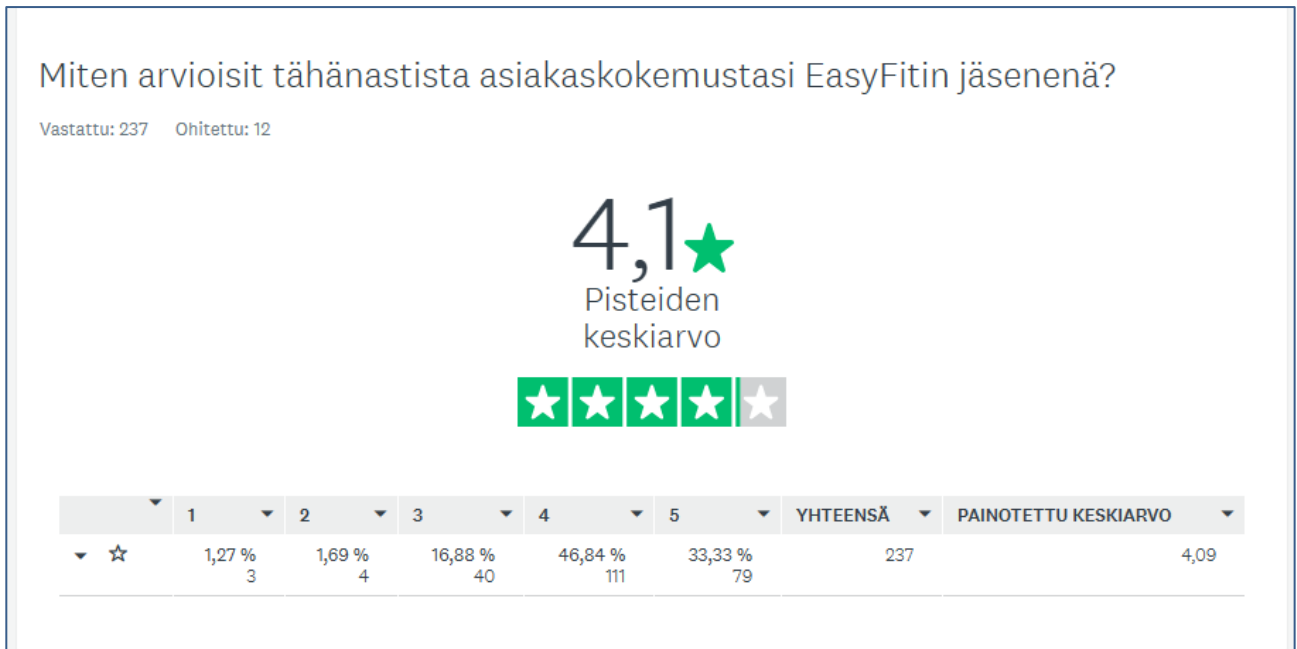 Miten arvioisit tähänastista asiakaskokemustasi EasyFitin jäsenenä?
Vastattu: 237 Ohitettu: 12
4,1
Pisteiden
keskiarvo
1 2 3 4 5 YHTEENSÄ PAINOTETTU KESKIARVO
1,27 % 1,69 % 16,88 % 46,84 % 33,33 % 237 4,09
3 4 40 111 79